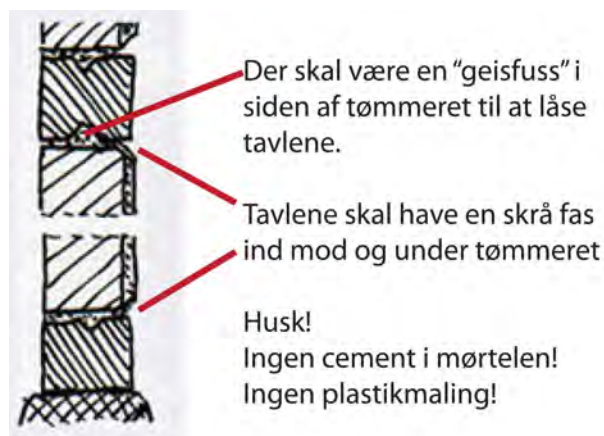 Der skal være en “geisfuss” i
siden af tømmeret til at låse
tavlene.
Tavlene skal have en skrå fas
ind mod og under tømmeret
Husk!
Ingen cement i mørtelen!
Ingen plastikmaling!